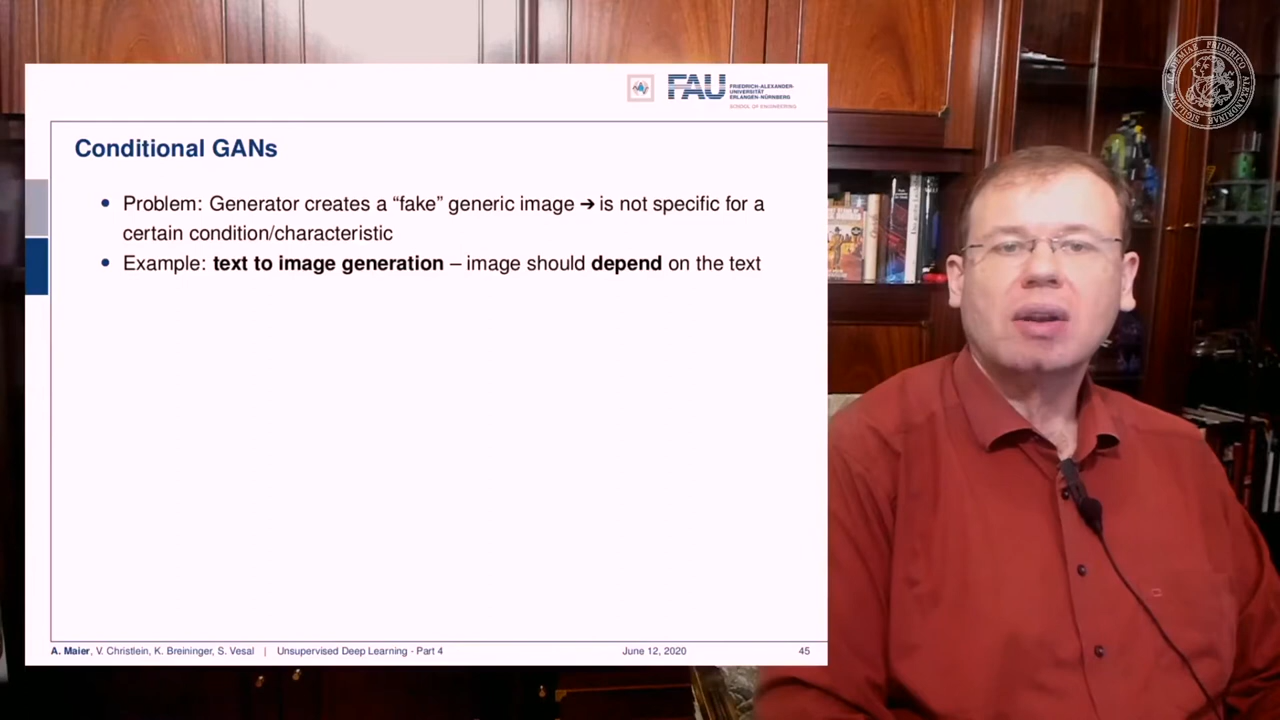 FAU
FRIEDRICH-ALEXANDER-
UNIVERSITÄT
ERLANGEN-NÜRNBERG
SCHOOL OF ENGINEERING
Conditional GANs
• Problem: Generator creates a “fake” generic image ➔ is not specific for a
certain condition/characteristic
• Example: text to image generation – image should depend on the text
A. Maier, V. Christlein, K. Breininger, S. Vesal | Unsupervised Deep Learning - Part 4 June 12, 2020 45